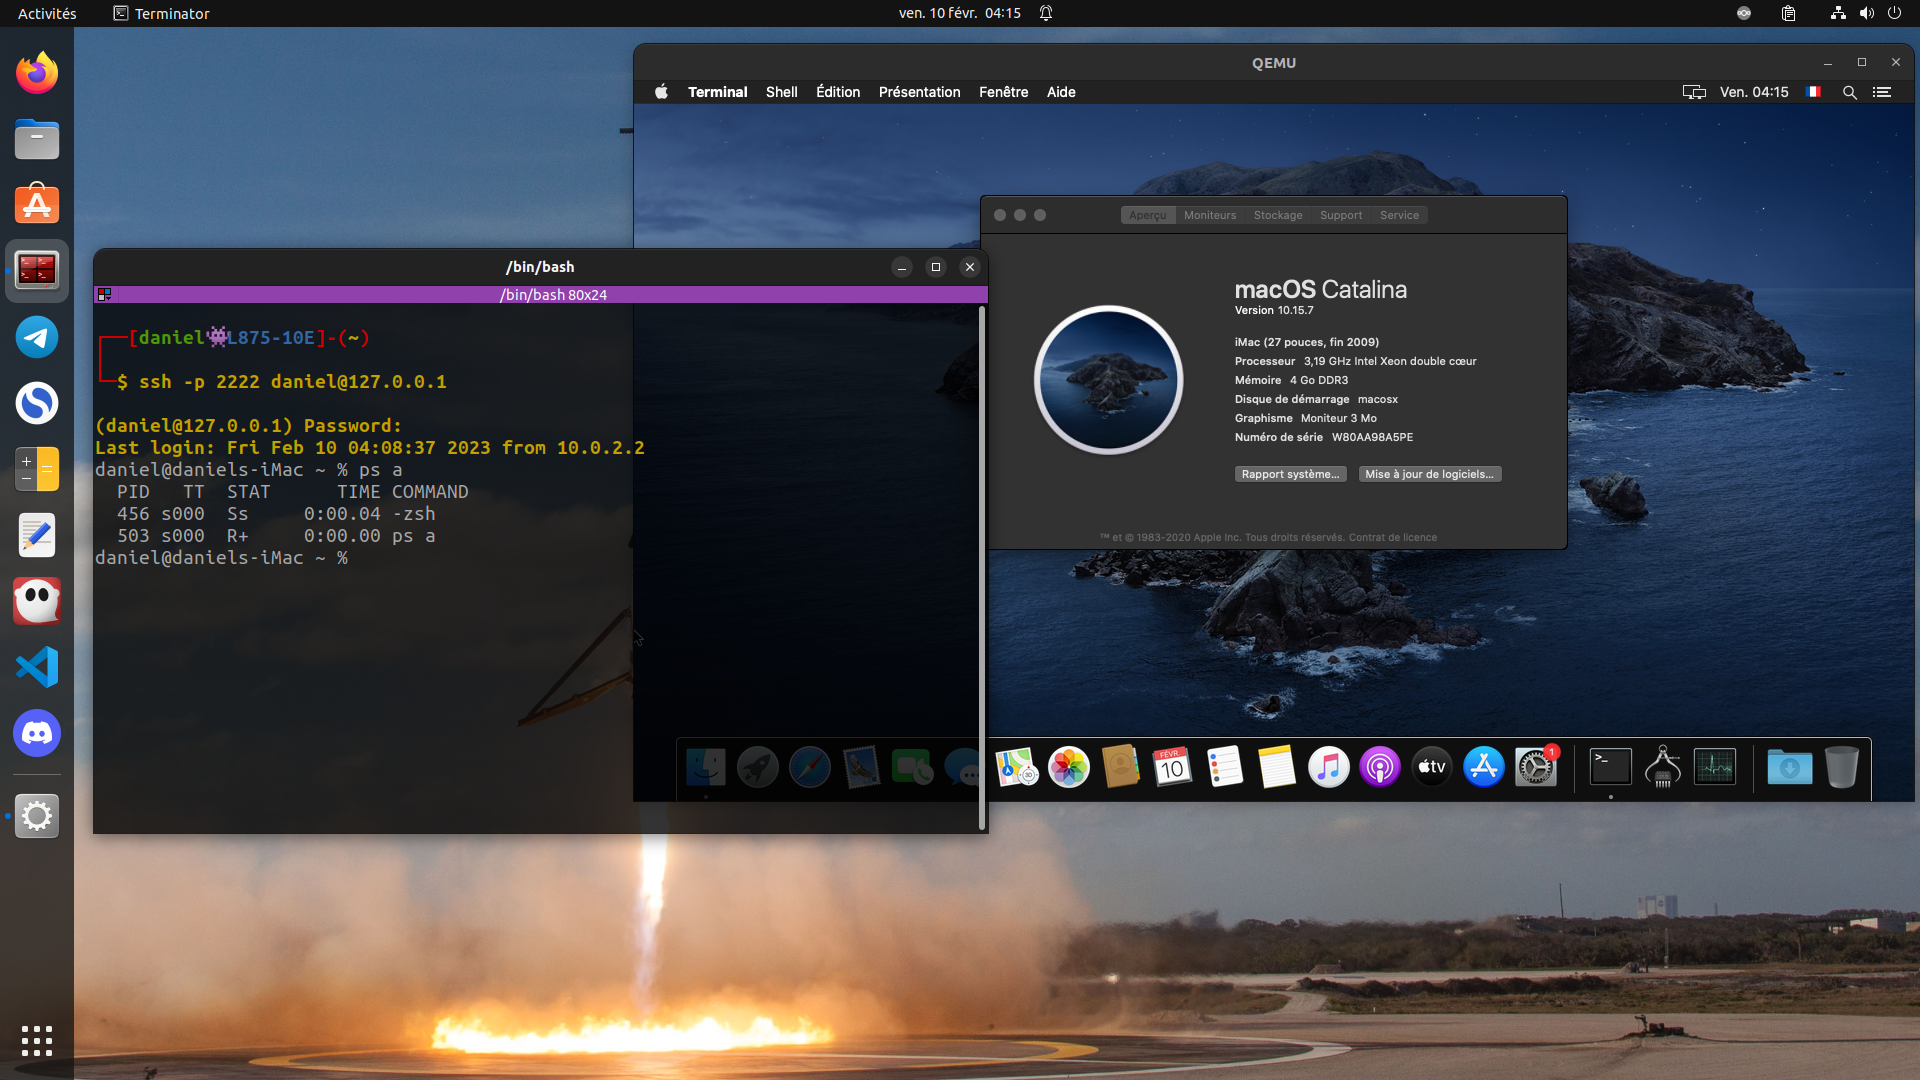 Activités
Terminator
ven. 10 févr. 04:15
QEMU
Terminal Shell Édition Présentation Fenêtre Aide
Ven. 04:15
Aperçu Moniteurs Stockage Support Service
macOS Catalina
Version 10.15.7
iMac (27 pouces, fin 2009)
Processeur 3,19 GHz Intel Xeon double cœur
Mémoire 4 Go DDR3
Disque de démarrage macosx
Graphisme Moniteur 3 Mo
Numéro de série W80AA98A5PE
Rapport système... Mise à jour de logiciels...
™ et © 1983-2020 Apple Inc. Tous droits réservés. Contrat de licence
/bin/bash
/bin/bash 80x24
[daniel👾L875-10E]-(~)
$ ssh -p 2222 daniel@127.0.0.1
(daniel@127.0.0.1) Password:
Last login: Fri Feb 10 04:08:37 2023 from 10.0.2.2
daniel@daniels-iMac ~ % ps a
PID TT STAT TIME COMMAND
456 s000 Ss 0:00.04 -zsh
503 s000 R+ 0:00.00 ps a
daniel@daniels-iMac ~ %
FÉVR
10
3D
tv
1
>_